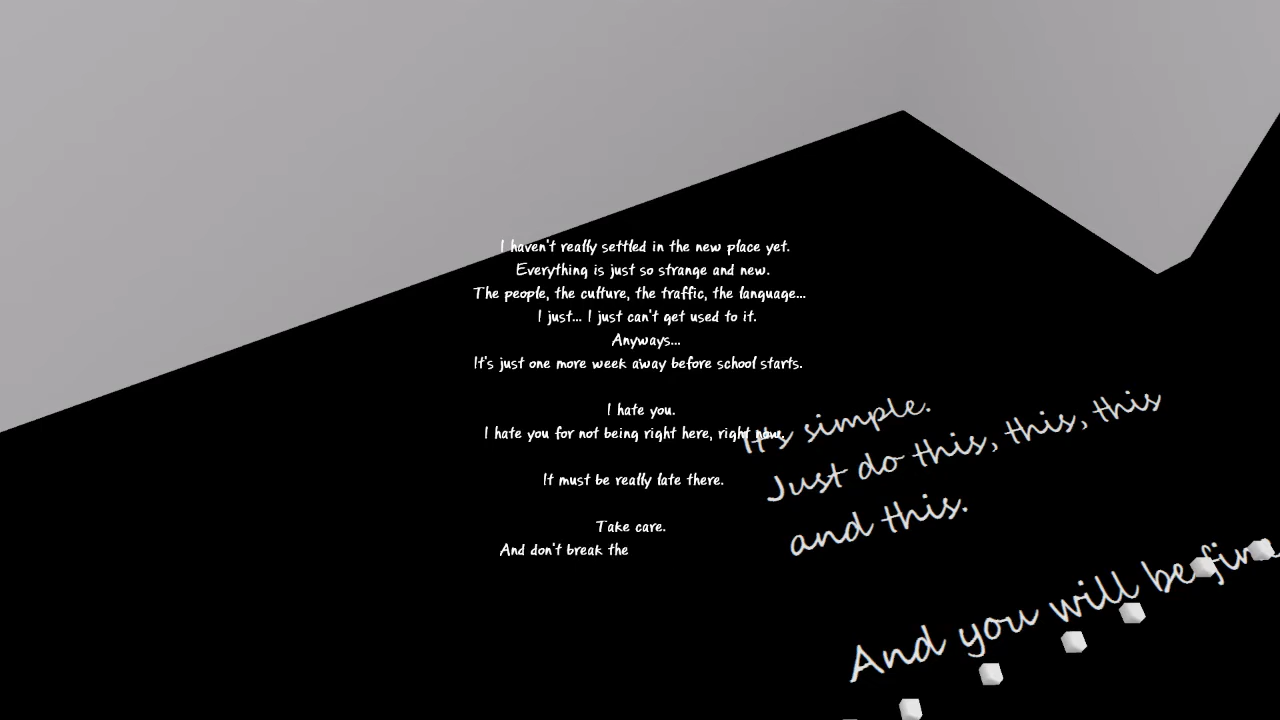 I haven't really settled in the new place yet.
Everything is just so strange and new.
The people, the culture, the traffic, the language...
I just... I just can't get used to it.
Anyways...
It's just one more week away before school starts.
I hate you.
I hate you for not being right here, right now.
It must be really late there.
Take care.
And don't break the
It's simple.
Just do this, this, this
and this.
And you will be fine